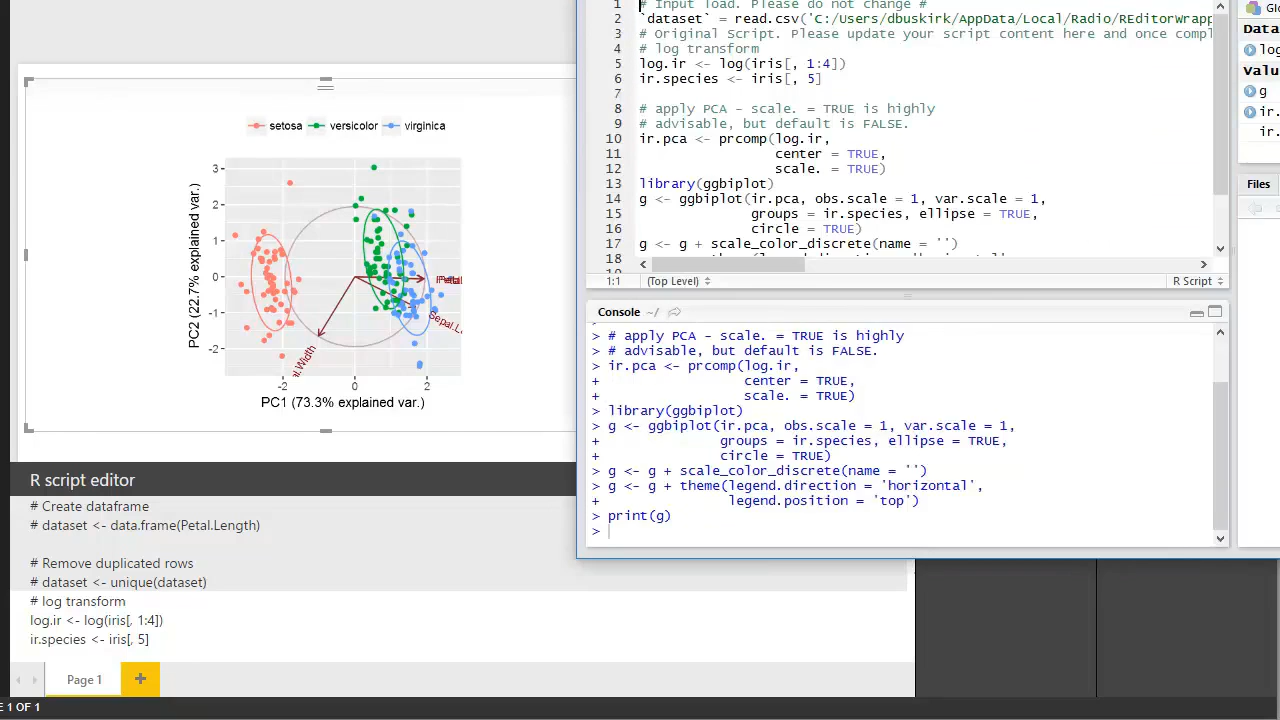 setosa versicolor virginica
3
2
1
0
-1
-2
PC2 (22.7% explained var.)
-2 0 2
PC1 (73.3% explained var.)
Sepal.L
al.Width
R script editor
# Create dataframe
# dataset <- data.frame(Petal.Length)
# Remove duplicated rows
# dataset <- unique(dataset)
# log transform
log.ir <- log(iris[, 1:4])
ir.species <- iris[, 5]
Page 1 +
E 1 OF 1
1 # Input load. Please do not change #
2 `dataset` = read.csv('C:/Users/dbuskirk/AppData/Local/Radio/REditorWrapp
3 # Original Script. Please update your script content here and once compl
4 # log transform
5 log.ir <- log(iris[, 1:4])
6 ir.species <- iris[, 5]
7
8 # apply PCA - scale. = TRUE is highly
9 # advisable, but default is FALSE.
10 ir.pca <- prcomp(log.ir,
11 center = TRUE,
12 scale. = TRUE)
13 library(ggbiplot)
14 g <- ggbiplot(ir.pca, obs.scale = 1, var.scale = 1,
15 groups = ir.species, ellipse = TRUE,
16 circle = TRUE)
17 g <- g + scale_color_discrete(name = '')
18
1:1 (Top Level) R Script
Console ~/
> # apply PCA - scale. = TRUE is highly
> # advisable, but default is FALSE.
> ir.pca <- prcomp(log.ir,
+ center = TRUE,
+ scale. = TRUE)
> library(ggbiplot)
> g <- ggbiplot(ir.pca, obs.scale = 1, var.scale = 1,
+ groups = ir.species, ellipse = TRUE,
+ circle = TRUE)
> g <- g + scale_color_discrete(name = '')
> g <- g + theme(legend.direction = 'horizontal',
+ legend.position = 'top')
> print(g)
>
Glo
Data
loc
Valu
g
ir.
ir.
Files